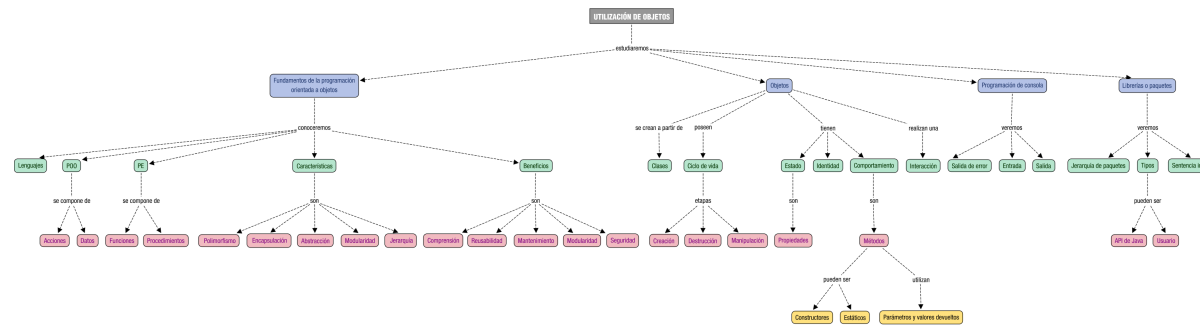 UTILIZACIÓN DE OBJETOS
estudiaremos
Fundamentos de la programación
orientada a objetos
Objetos
Programación de consola
Librerías o paquetes
conoceremos
se crean a partir de
poseen
tienen
realizan una
veremos
veremos
Lenguajes
POO
PE
Características
Beneficios
Clases
Ciclo de vida
Estado
Identidad
Comportamiento
Interacción
Salida de error
Entrada
Salida
Jerarquía de paquetes
Tipos
Sentencia
se compone de
se compone de
son
son
etapas
son
son
pueden ser
Acciones
Datos
Funciones
Procedimientos
Polimorfismo
Encapsulación
Abstracción
Modularidad
Jerarquía
Comprensión
Reusabilidad
Mantenimiento
Modularidad
Seguridad
Creación
Destrucción
Manipulación
Propiedades
Métodos
API de Java
Usuario
pueden ser
utilizan
Constructores
Estáticos
Parámetros y valores devueltos